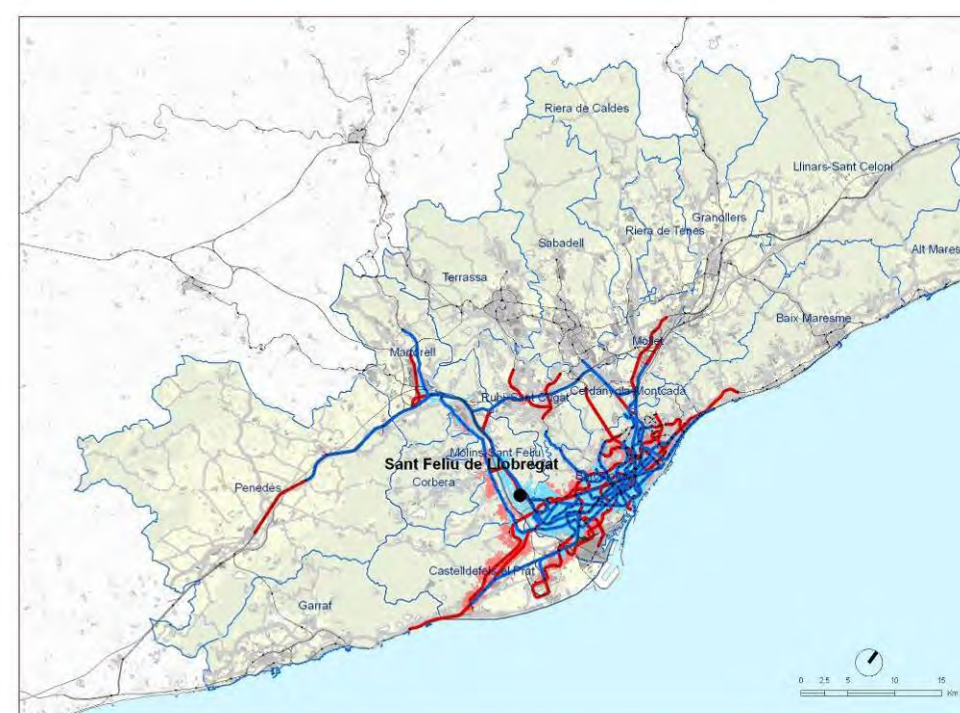 Riera de Caldes
Llinars-Sant Celoni
Granollers
Riera de Tenes
Sabadell
Alt Mares
Terrassa
Baix Maresme
Mollet
Martorell
Cerdanyola-Montcada
Rubí-Sant Cugat
Molins-Sant Feliu
Sant Feliu de Llobregat
Corbera
Penedès
Castelldefels-el Prat
Garraf
0 2,5 5 10 15
Km